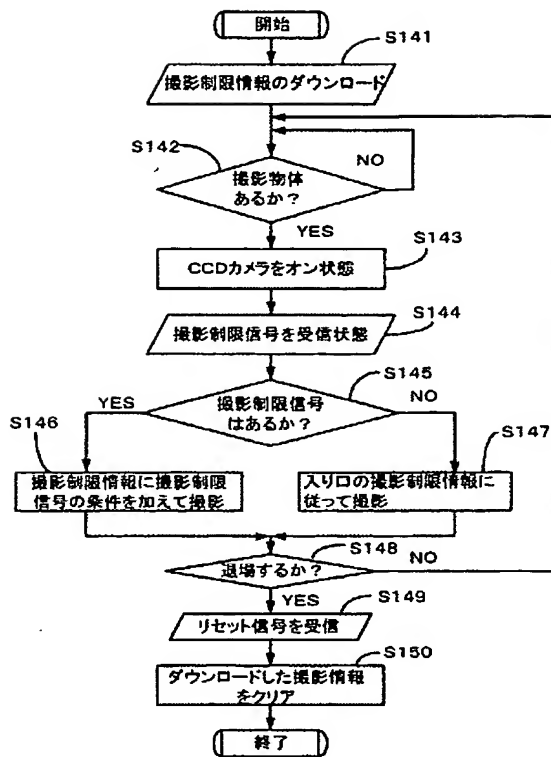 開始
S141
撮影制限情報のダウンロード
S142
NO
撮影物体
あるか？
YES
S143
CCDカメラをオン状態
S144
撮影制限信号を受信状態
S145
YES
撮影制限信号
はあるか？
NO
S146
S147
撮影制限情報に撮影制限
信号の条件を加えて撮影
入り口の撮影制限情報に
従って撮影
S148
退場するか？
NO
YES
S149
リセット信号を受信
S150
ダウンロードした撮影情報
をクリア
終了